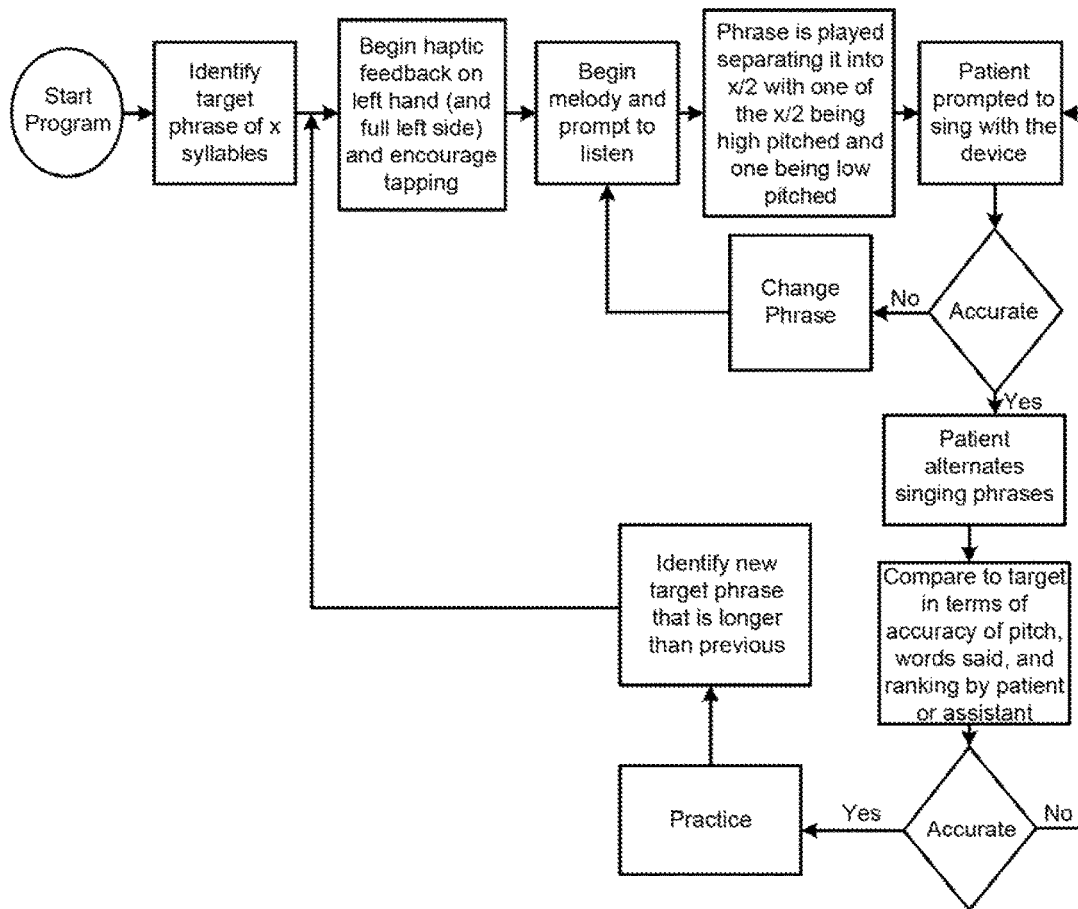 Start
Program
Identify
target
phrase of x
syllables
Begin haptic
feedback on
left hand (and
full left side)
and encourage
tapping
Begin
melody and
prompt to
listen
Phrase is played
separating it into
x/2 with one of
the x/2 being
high pitched and
one being low
pitched
Patient
prompted to
sing with the
device
Accurate
No
Change
Phrase
Yes
Patient
alternates
singing phrases
Compare to target
in terms of
accuracy of pitch,
words said, and
ranking by patient
or assistant
Accurate
No
Yes
Practice
Identify new
target phrase
that is longer
than previous